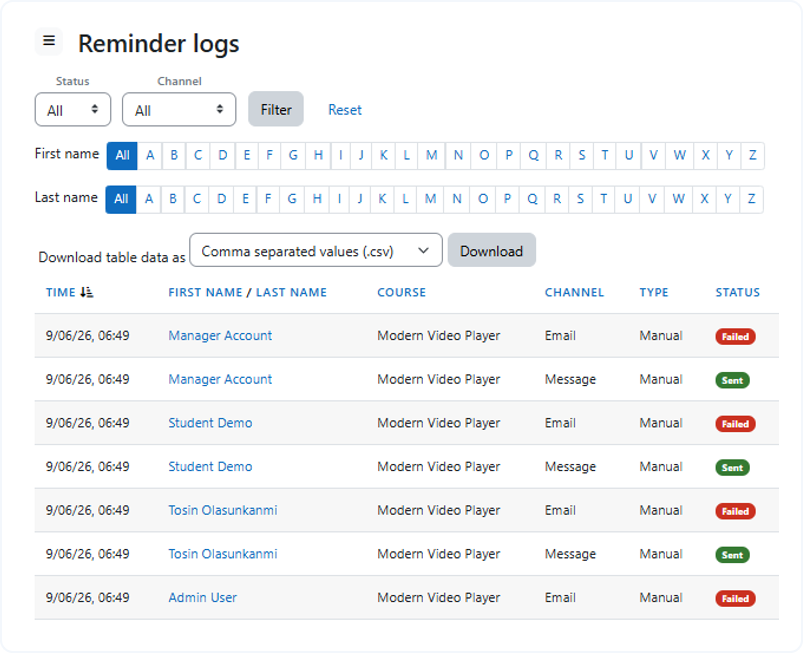 Reminder logs
Status Channel
All All Filter Reset
First name All A B C D E F G H I J K L M N O P Q R S T U V W X Y Z
Last name All A B C D E F G H I J K L M N O P Q R S T U V W X Y Z
Download table data as Comma separated values (.csv) Download
TIME FIRST NAME / LAST NAME COURSE CHANNEL TYPE STATUS
9/06/26, 06:49 Manager Account Modern Video Player Email Manual Failed
9/06/26, 06:49 Manager Account Modern Video Player Message Manual Sent
9/06/26, 06:49 Student Demo Modern Video Player Email Manual Failed
9/06/26, 06:49 Student Demo Modern Video Player Message Manual Sent
9/06/26, 06:49 Tosin Olasunkanmi Modern Video Player Email Manual Failed
9/06/26, 06:49 Tosin Olasunkanmi Modern Video Player Message Manual Sent
9/06/26, 06:49 Admin User Modern Video Player Email Manual Failed